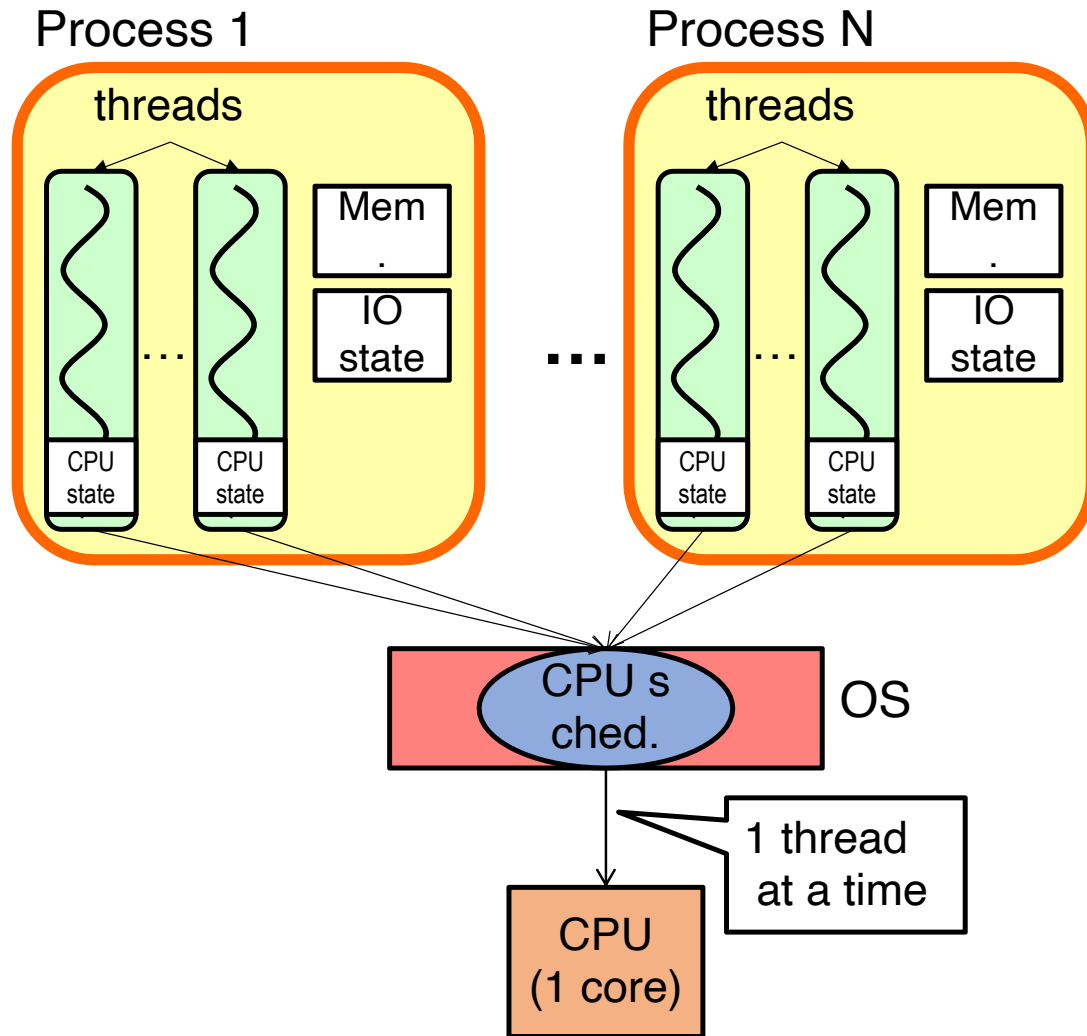 Process 1
Process N
threads
threads
Mem
.
IO
state
...
CPU
state
CPU
state
...
Mem
.
IO
state
...
CPU
state
CPU
state
CPU s
ched.
OS
1 thread
at a time
CPU
(1 core)